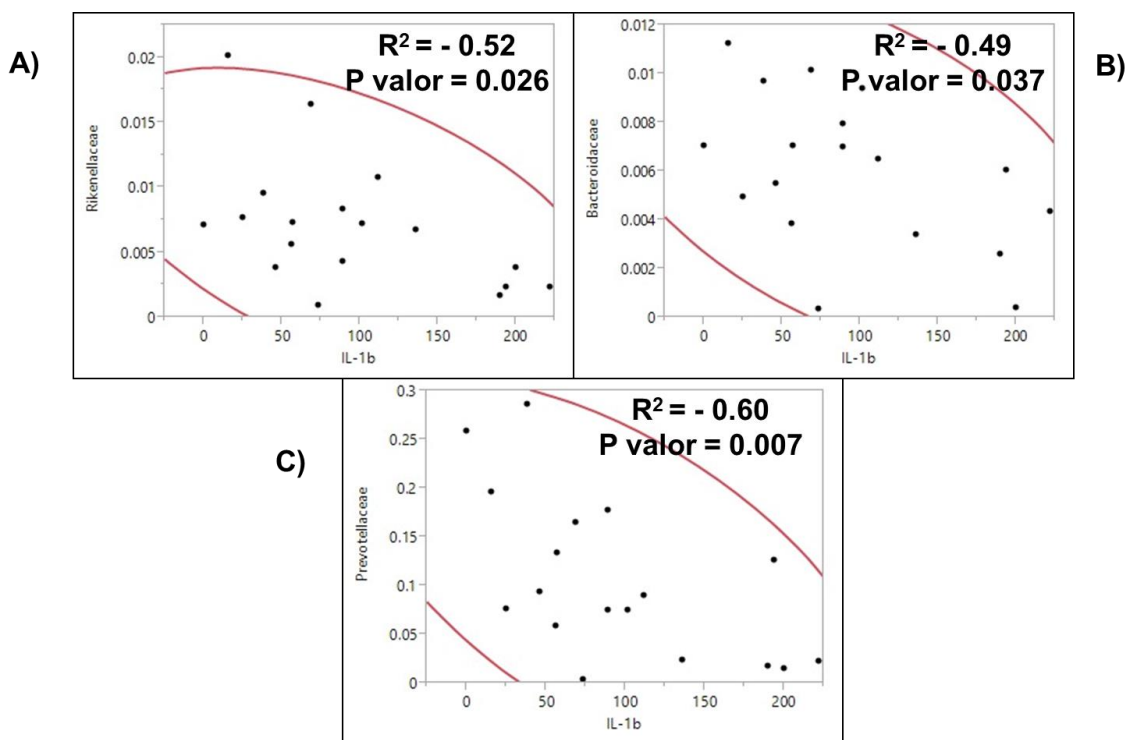 A)
R² = - 0.52
P valor = 0.026
Rikenellaceae
0.02
0.015
0.01
0.005
0
0 50 100 150 200
IL-1b
B)
R² = - 0.49
P valor = 0.037
Bacteroidaceae
0.012
0.01
0.008
0.006
0.004
0.002
0
0 50 100 150 200
IL-1b
C)
R² = - 0.60
P valor = 0.007
Prevotellaceae
0.3
0.25
0.2
0.15
0.1
0.05
0
0 50 100 150 200
IL-1b